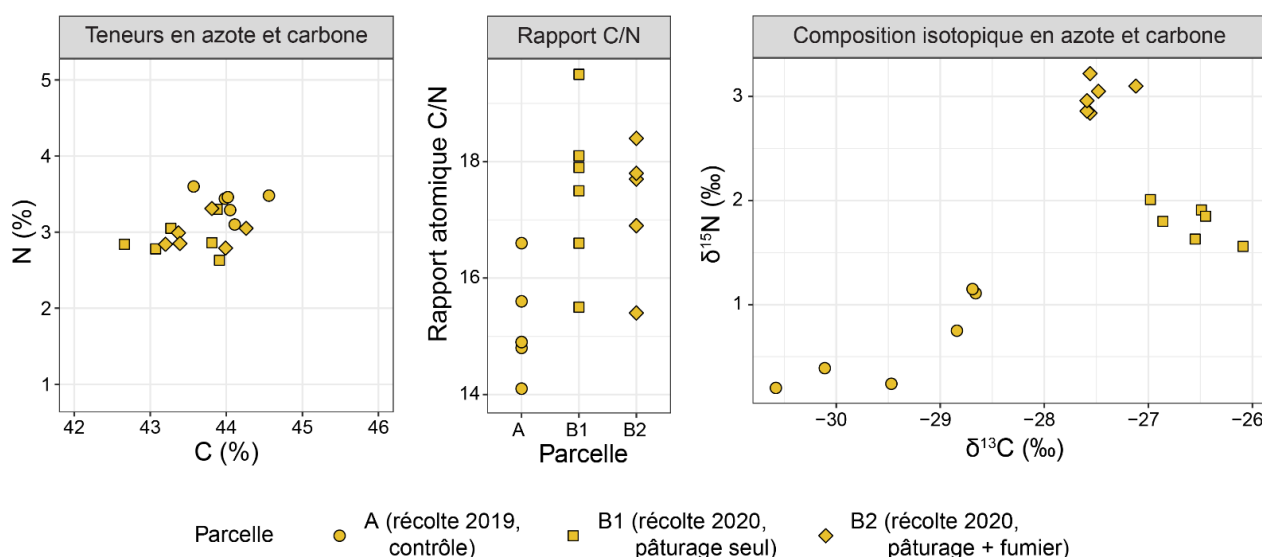 Teneurs en azote et carbone
N (%)
5
4
3
2
1
42 43 44 45 46
C (%)
Rapport C/N
Rapport atomique C/N
18
16
14
A B1 B2
Parcelle
Composition isotopique en azote et carbone
δ¹⁵N (‰)
3
2
1
−30 −29 −28 −27 −26
δ¹³C (‰)
Parcelle
A (récolte 2019,
contrôle)
B1 (récolte 2020,
pâturage seul)
B2 (récolte 2020,
pâturage + fumier)